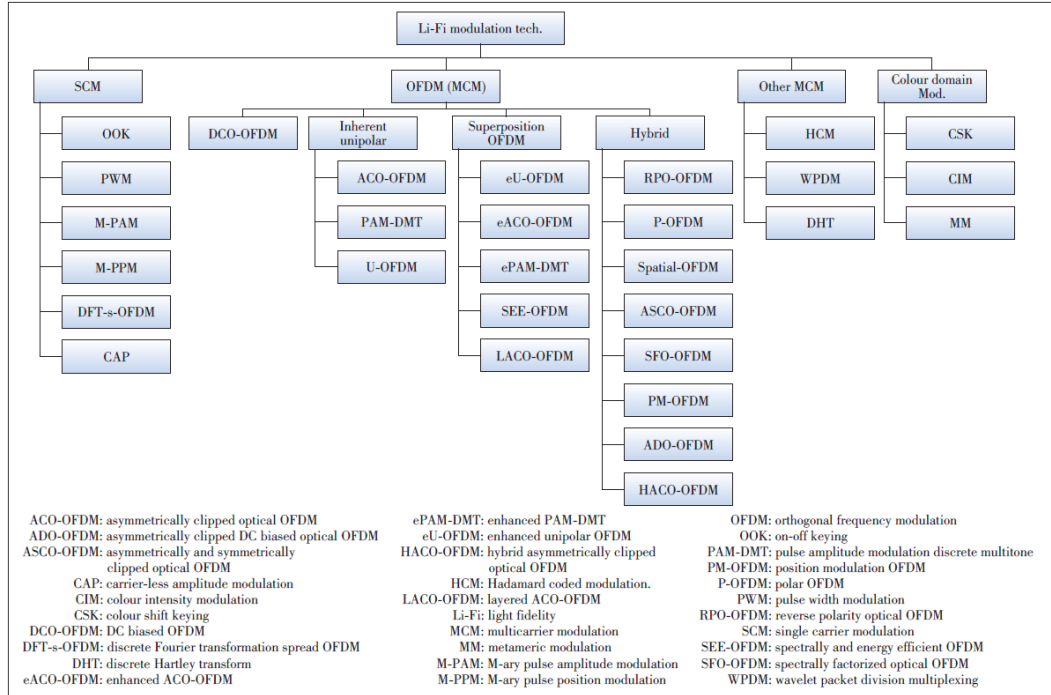 Li-Fi modulation tech.
SCM
OFDM (MCM)
Other MCM
Colour domain
Mod.
OOK
PWM
M-PAM
M-PPM
DFT-s-OFDM
CAP
DCO-OFDM
Inherent
unipolar
ACO-OFDM
PAM-DMT
U-OFDM
Superposition
OFDM
eU-OFDM
eACO-OFDM
ePAM-DMT
SEE-OFDM
LACO-OFDM
Hybrid
RPO-OFDM
P-OFDM
Spatial-OFDM
ASCO-OFDM
SFO-OFDM
PM-OFDM
ADO-OFDM
HACO-OFDM
HCM
WPDM
DHT
CSK
CIM
MM
ACO-OFDM: asymmetrically clipped optical OFDM
ADO-OFDM: asymmetrically clipped DC biased optical OFDM
ASCO-OFDM: asymmetrically and symmetrically
clipped optical OFDM
CAP: carrier-less amplitude modulation
CIM: colour intensity modulation
CSK: colour shift keying
DCO-OFDM: DC biased OFDM
DFT-s-OFDM: discrete Fourier transformation spread OFDM
DHT: discrete Hartley transform
eACO-OFDM: enhanced ACO-OFDM
ePAM-DMT: enhanced PAM-DMT
eU-OFDM: enhanced unipolar OFDM
HACO-OFDM: hybrid asymmetrically clipped
optical OFDM
HCM: Hadamard coded modulation.
LACO-OFDM: layered ACO-OFDM
Li-Fi: light fidelity
MCM: multicarrier modulation
MM: metameric modulation
M-PAM: M-ary pulse amplitude modulation
M-PPM: M-ary pulse position modulation
OFDM: orthogonal frequency modulation
OOK: on-off keying
PAM-DMT: pulse amplitude modulation discrete multitone
PM-OFDM: position modulation OFDM
P-OFDM: polar OFDM
PWM: pulse width modulation
RPO-OFDM: reverse polarity optical OFDM
SCM: single carrier modulation
SEE-OFDM: spectrally and energy efficient OFDM
SFO-OFDM: spectrally factorized optical OFDM
WPDM: wavelet packet division multiplexing